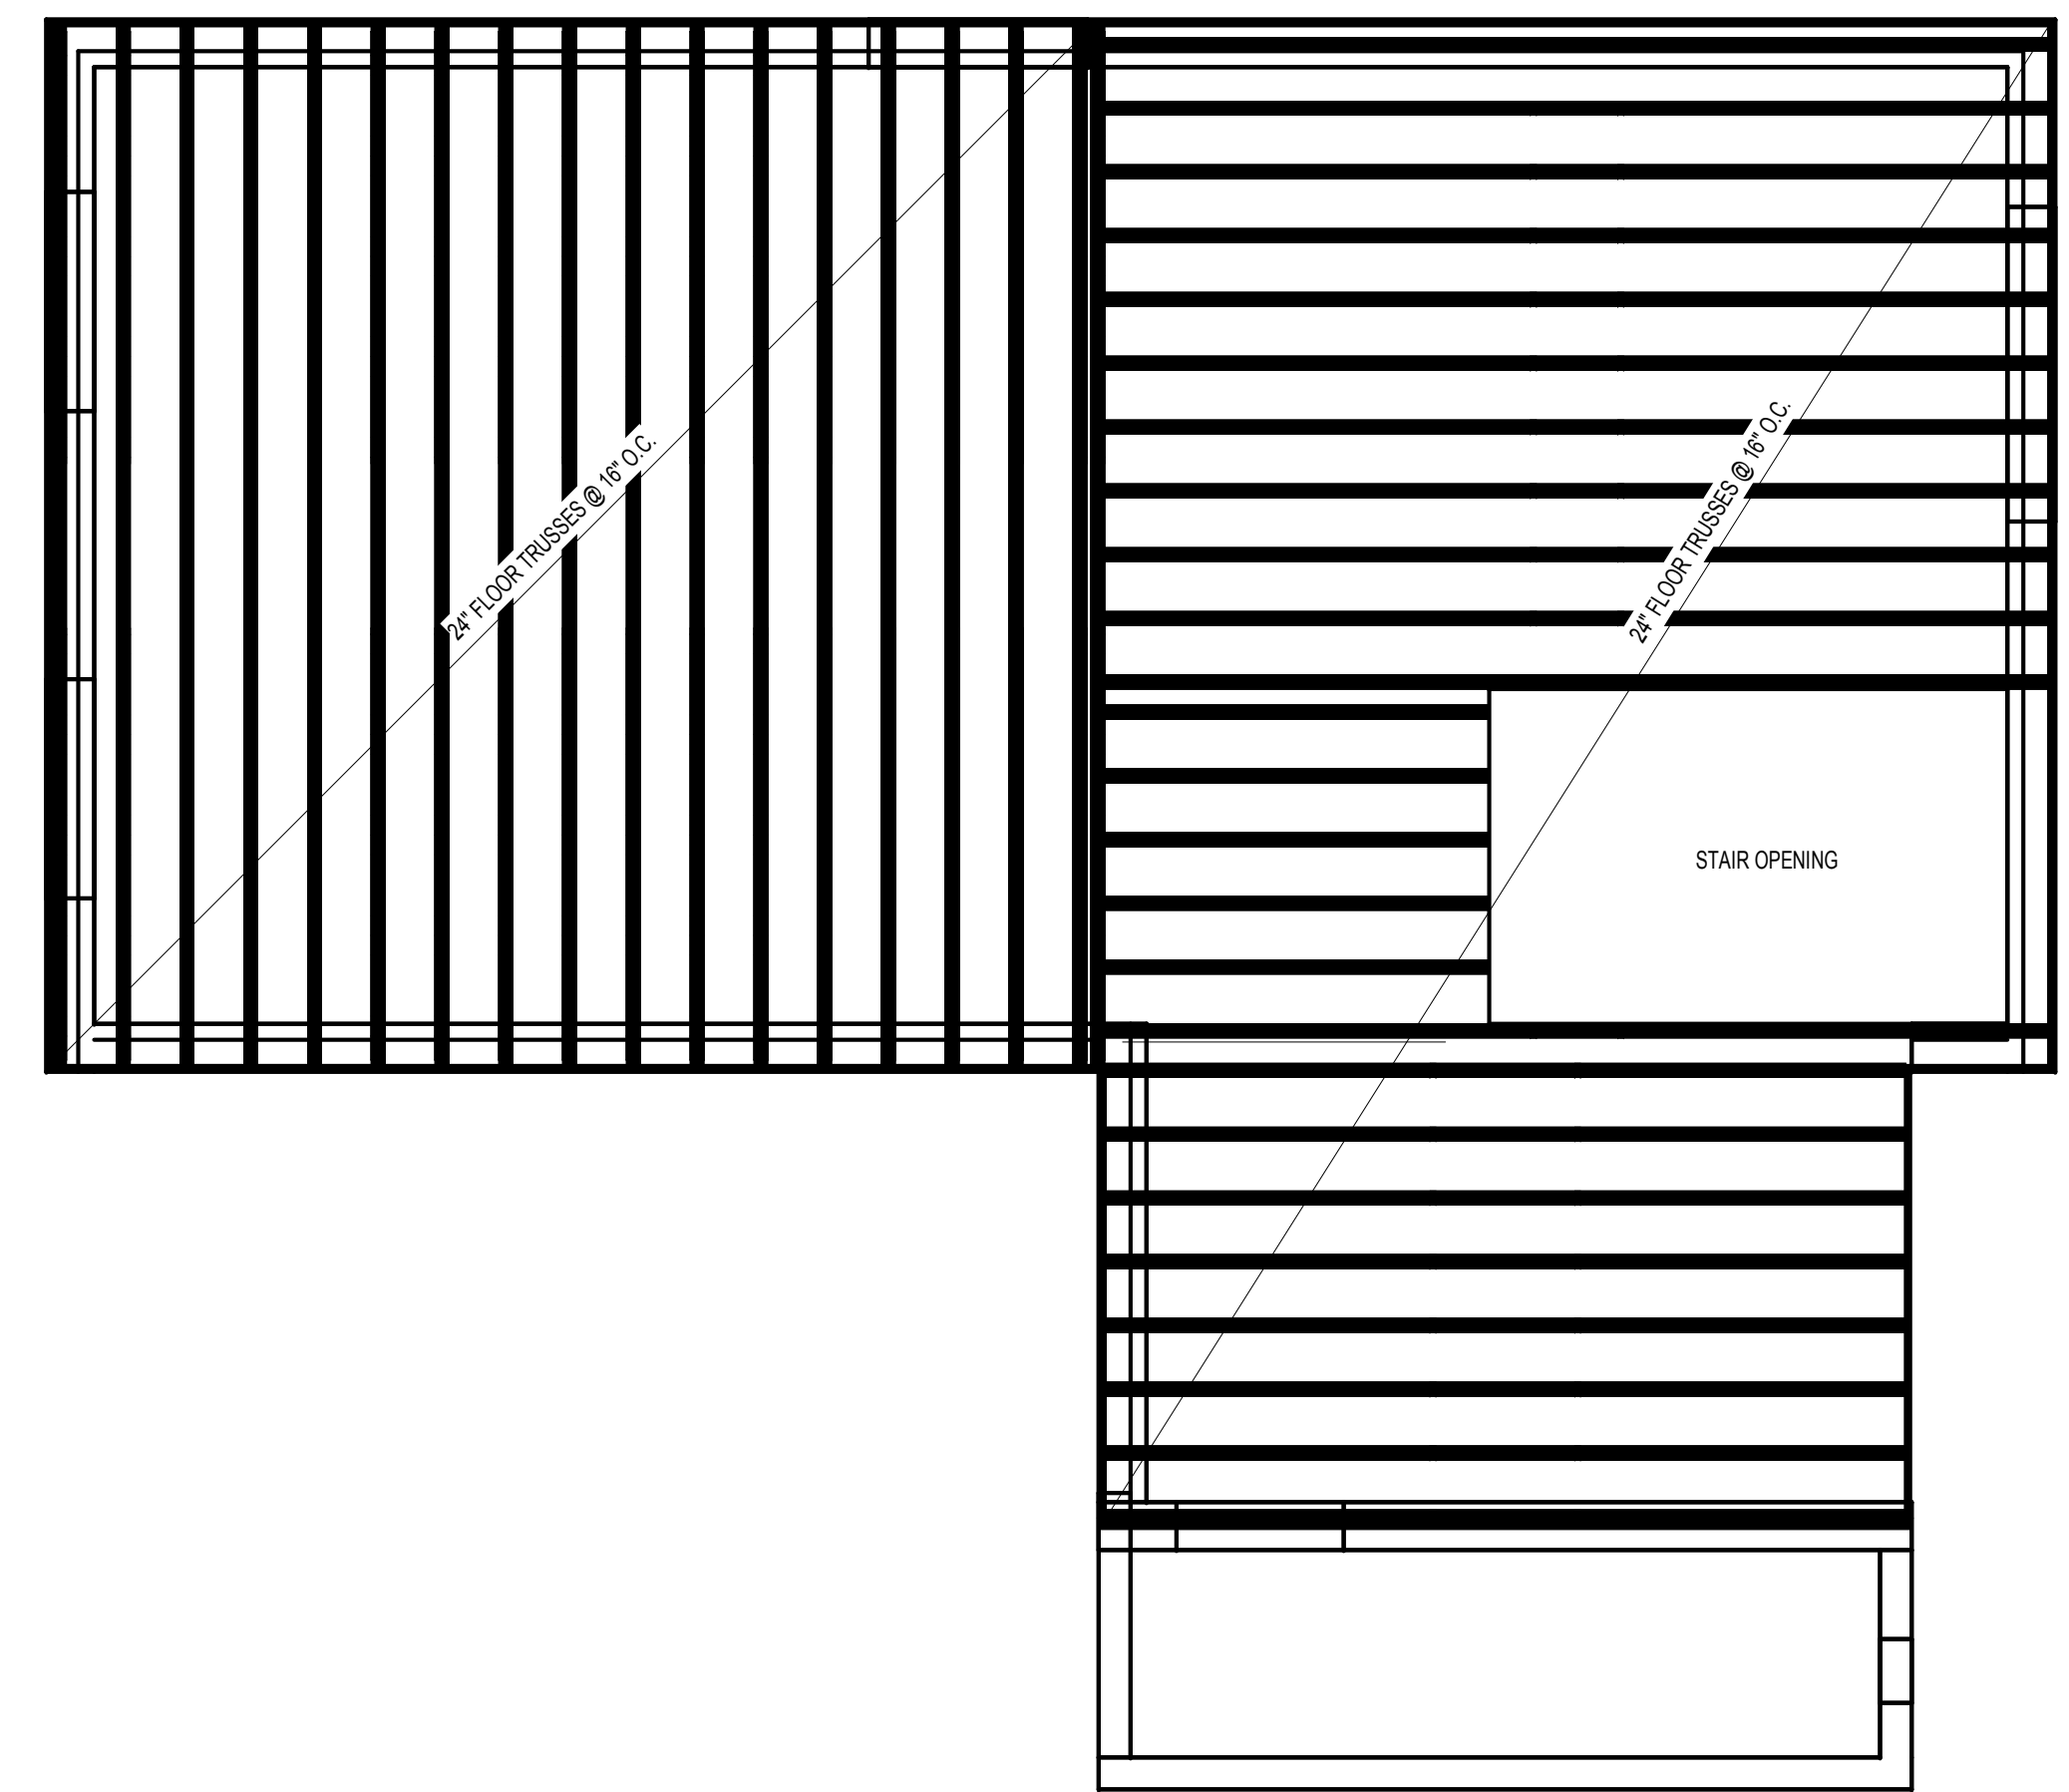 24" FLOOR TRUSSES @ 16" O.C.
24" FLOOR TRUSSES @ 16" O.C.
STAIR OPENING